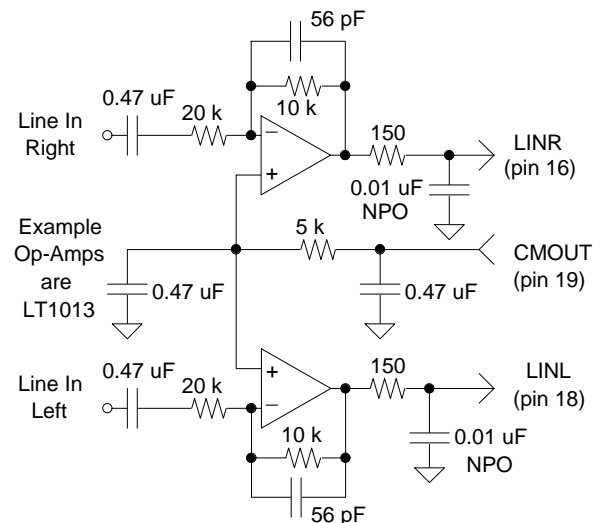 56 pF
0.47 uF
20 k
10 k
Line In
Right
150
LINR
(pin 16)
0.01 uF
NPO
Example
Op-Amps
are
LT1013
5 k
CMOUT
(pin 19)
0.47 uF
0.47 uF
0.47 uF
Line In
Left
20 k
150
LINL
(pin 18)
10 k
0.01 uF
NPO
56 pF